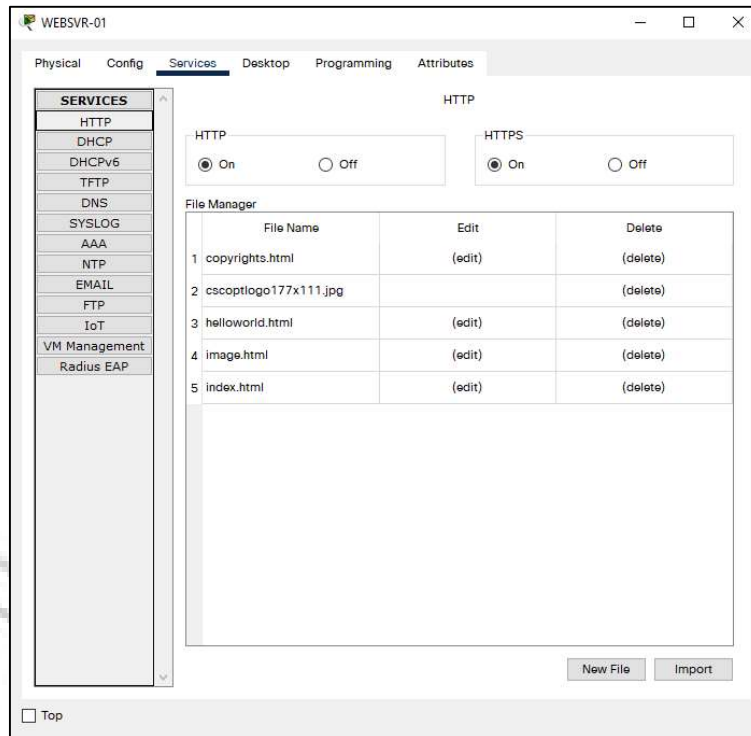 WEBSVR-01
Physical Config Services Desktop Programming Attributes
SERVICES
HTTP
DHCP
DHCPv6
TFTP
DNS
SYSLOG
AAA
NTP
EMAIL
FTP
IoT
VM Management
Radius EAP
HTTP
HTTP
On Off
HTTPS
On Off
File Manager
File Name Edit Delete
1 copyrights.html (edit) (delete)
2 cscoptlogo177x111.jpg (delete)
3 helloworld.html (edit) (delete)
4 image.html (edit) (delete)
5 index.html (edit) (delete)
New File Import
Top